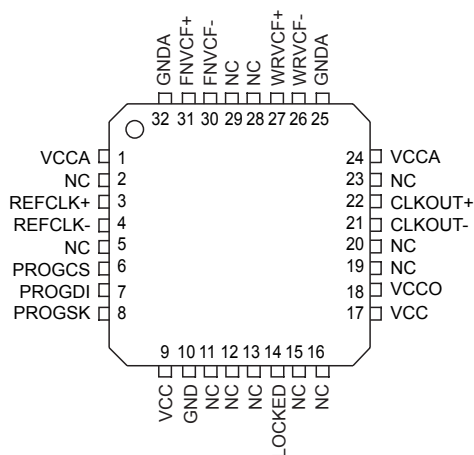 GNDA FNVCF+ FNVCF- NC NC WRVCF+ WRVCF- GNDA
32 31 30 29 28 27 26 25
VCCA 1 24 VCCA
NC 2 23 NC
REFCLK+ 3 22 CLKOUT+
REFCLK- 4 21 CLKOUT-
NC 5 20 NC
PROGCS 6 19 NC
PROGDI 7 18 VCCO
PROGSK 8 17 VCC
9 10 11 12 13 14 15 16
VCC GND NC NC NC LOCKED NC NC